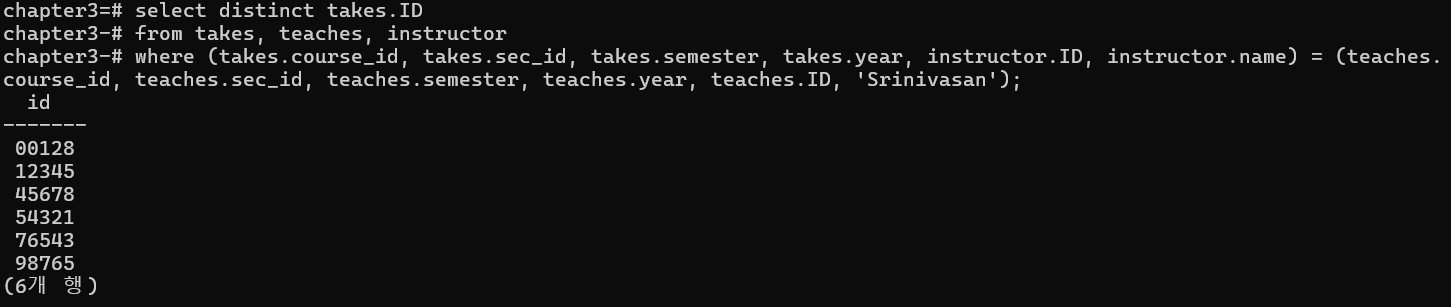 chapter3=# select distinct takes.ID
chapter3-# from takes, teaches, instructor
chapter3-# where (takes.course_id, takes.sec_id, takes.semester, takes.year, instructor.ID, instructor.name) = (teaches.
course_id, teaches.sec_id, teaches.semester, teaches.year, teaches.ID, 'Srinivasan');
  id
-------
 00128
 12345
 45678
 54321
 76543
 98765
(6개 행)